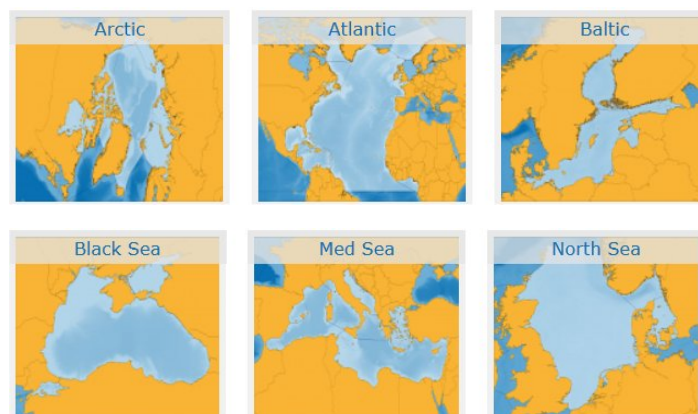 Arctic
Atlantic
Baltic
Black Sea
Med Sea
North Sea